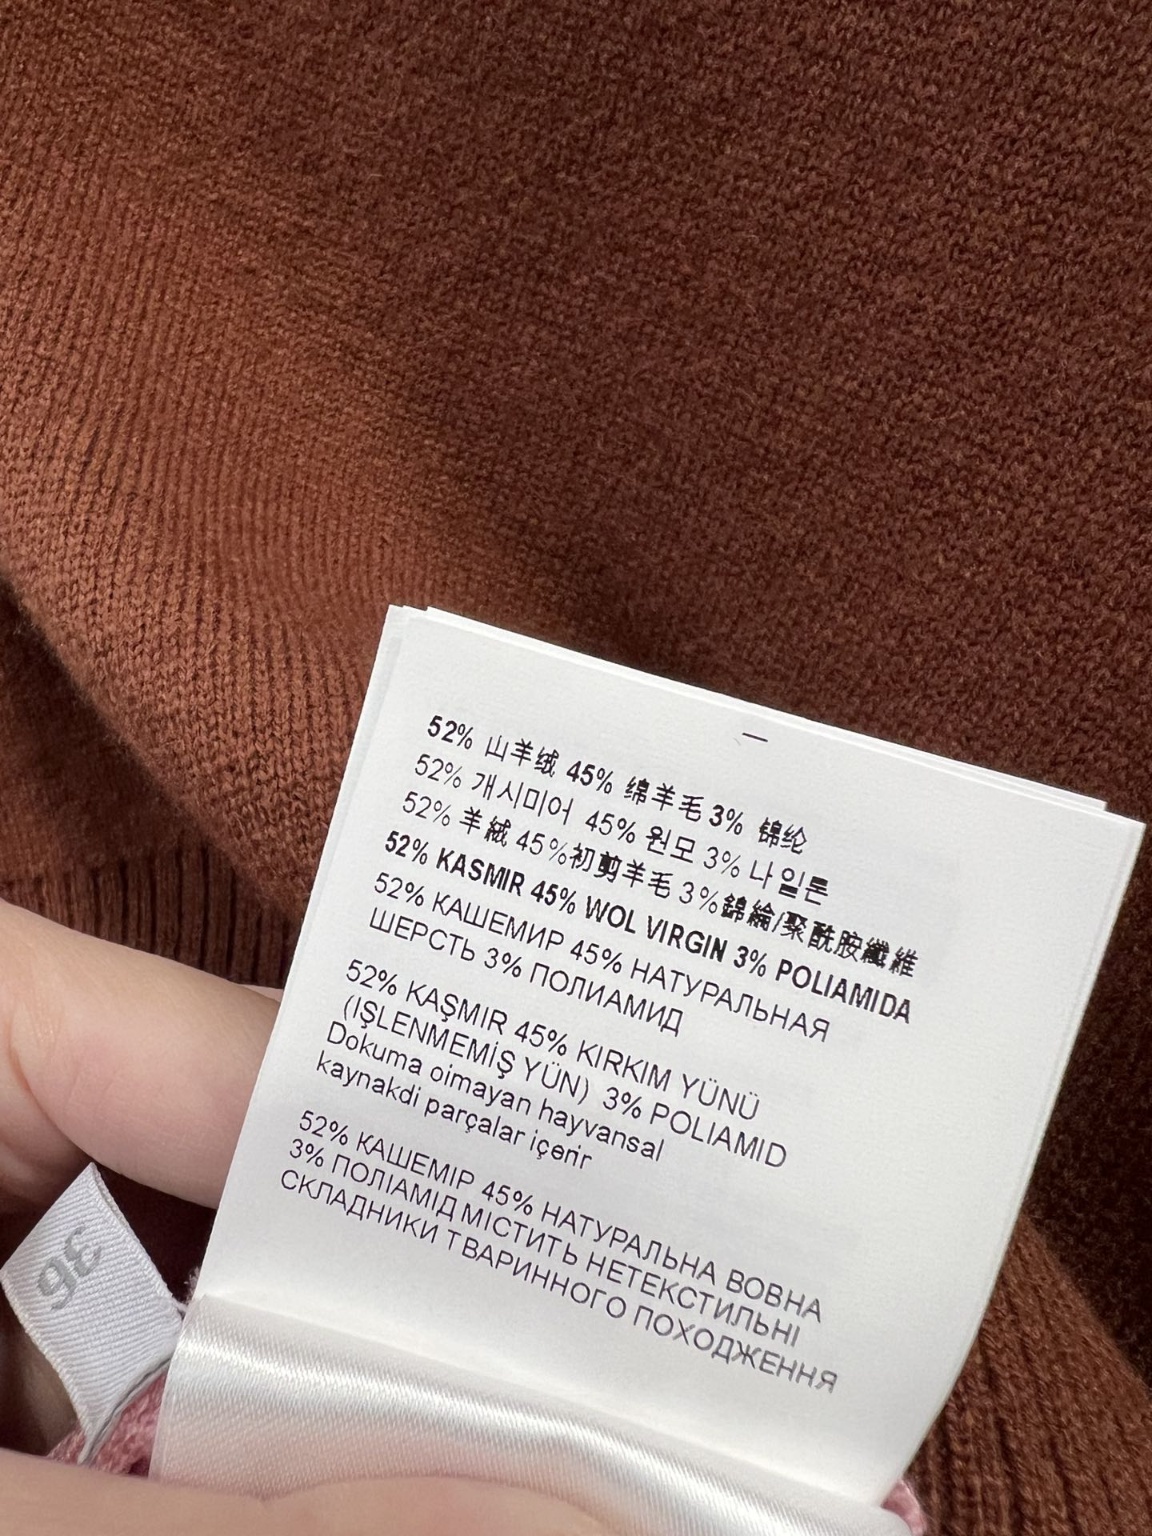 52% 山羊绒 45% 绵羊毛 3% 锦纶
52% 개시미어 45% 원모 3% 나일론
52% 羊絨 45%初剪羊毛 3%錦綸/聚酰胺纖維
52% KASMIR 45% WOL VIRGIN 3% POLIAMIDA
52% КАШЕМИР 45% НАТУРАЛЬНАЯ
ШЕРСТЬ 3% ПОЛИАМИД
52% KAŞMIR 45% KIRKIM YÜNÜ
(IŞLENMEMİŞ YÜN) 3% POLIAMID
Dokuma oimayan hayvansal
kaynakdi parçalar içerir
52% КАШЕМІР 45% НАТУРАЛЬНА ВОВНА
3% ПОЛІАМІД МІСТИТЬ НЕТЕКСТИЛЬНІ
СКЛАДНИКИ ТВАРИННОГО ПОХОДЖЕННЯ
36